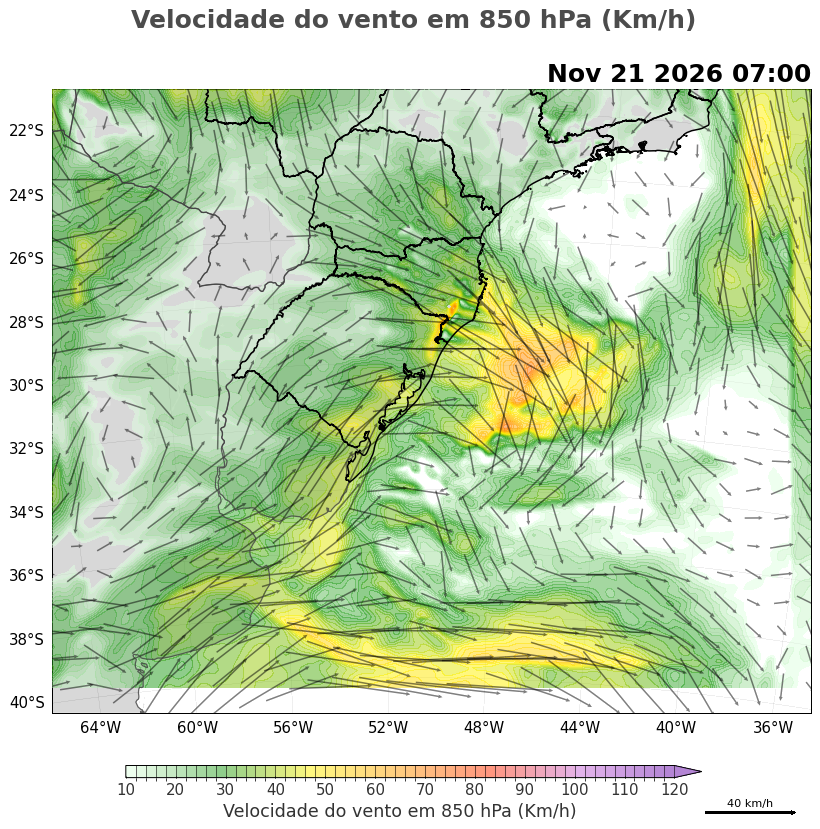 Velocidade do vento em 850 hPa (Km/h)
Nov 21 2026 07:00
22°S
24°S
26°S
28°S
30°S
32°S
34°S
36°S
38°S
40°S
64°W 60°W 56°W 52°W 48°W 44°W 40°W 36°W
10 20 30 40 50 60 70 80 90 100 110 120
Velocidade do vento em 850 hPa (Km/h)
40 km/h